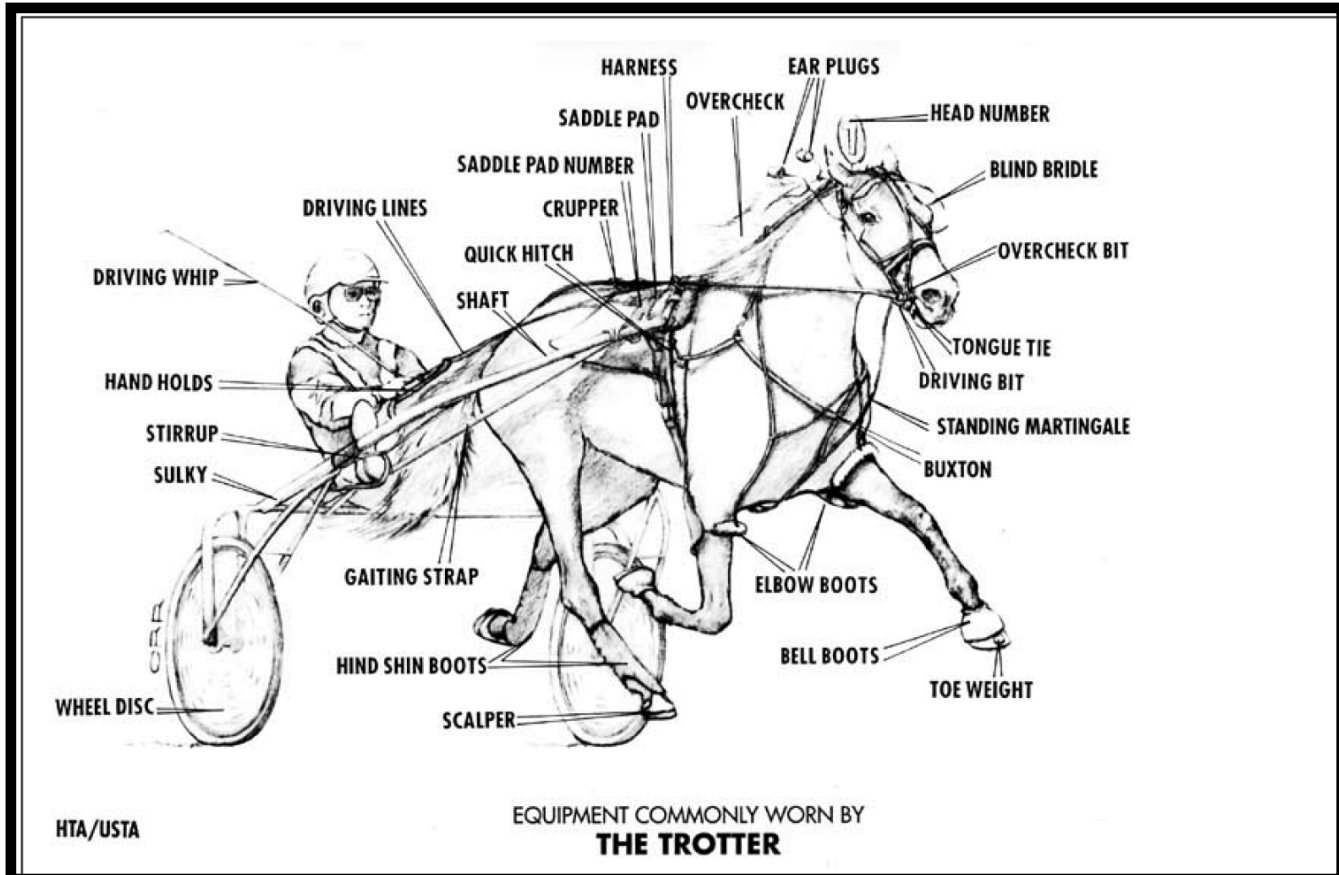 HARNESS
EAR PLUGS
OVERCHECK
HEAD NUMBER
SADDLE PAD
SADDLE PAD NUMBER
BLIND BRIDLE
DRIVING LINES
CRUPPER
QUICK HITCH
OVERCHECK BIT
DRIVING WHIP
SHAFT
TONGUE TIE
HAND HOLDS
DRIVING BIT
STIRRUP
STANDING MARTINGALE
SULKY
BUXTON
GAITING STRAP
ELBOW BOOTS
HIND SHIN BOOTS
BELL BOOTS
TOE WEIGHT
WHEEL DISC
SCALPER
HTA/USTA
EQUIPMENT COMMONLY WORN BY
THE TROTTER